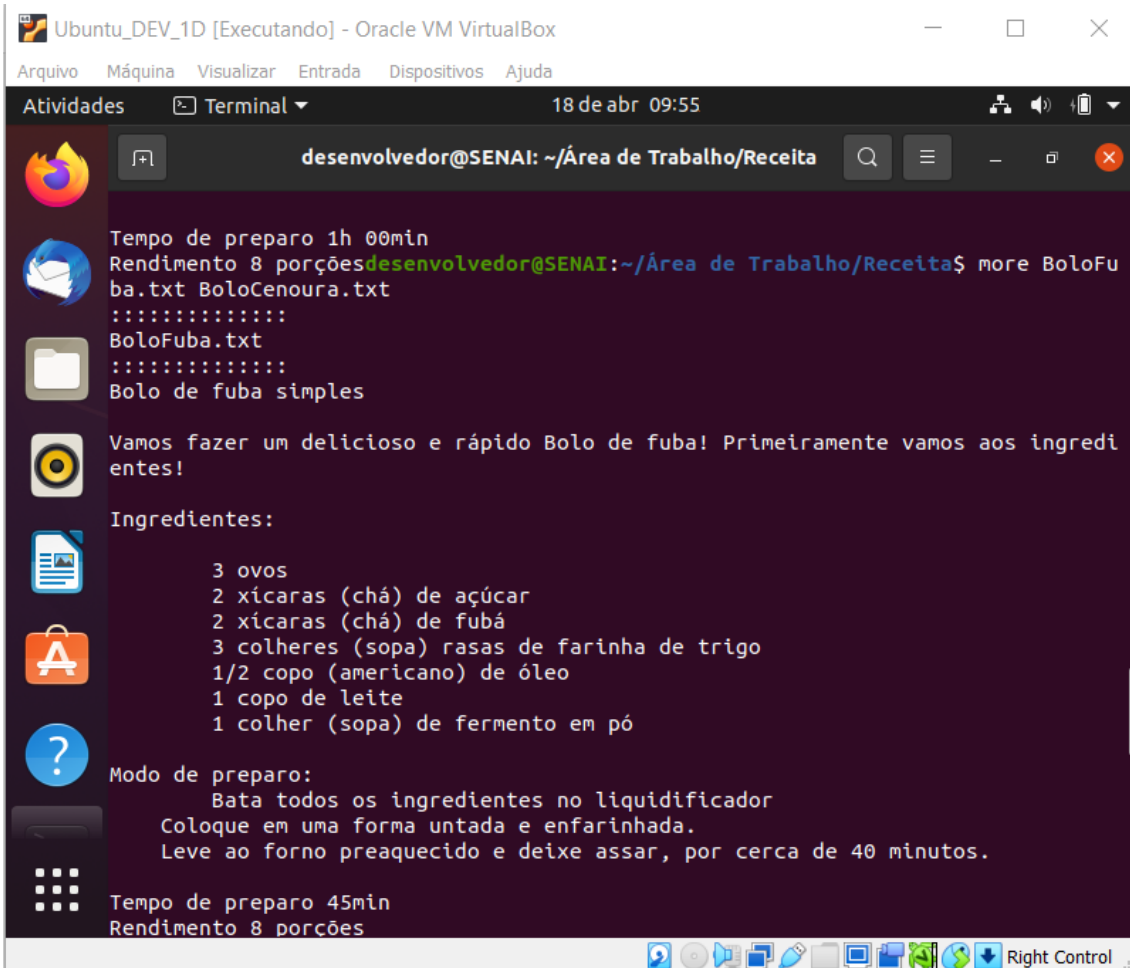 Ubuntu_DEV_1D [Executando] - Oracle VM VirtualBox
Arquivo Máquina Visualizar Entrada Dispositivos Ajuda
Atividades Terminal 18 de abr 09:55
desenvolvedor@SENAI: ~/Área de Trabalho/Receita
Tempo de preparo 1h 00min
Rendimento 8 porçõesdesenvolvedor@SENAI:~/Área de Trabalho/Receita$ more BoloFu
ba.txt BoloCenoura.txt
::::::::::::::
BoloFuba.txt
::::::::::::::
Bolo de fuba simples
Vamos fazer um delicioso e rápido Bolo de fuba! Primeiramente vamos aos ingredi
entes!
Ingredientes:
3 ovos
2 xícaras (chá) de açúcar
2 xícaras (chá) de fubá
3 colheres (sopa) rasas de farinha de trigo
1/2 copo (americano) de óleo
1 copo de leite
1 colher (sopa) de fermento em pó
Modo de preparo:
Bata todos os ingredientes no liquidificador
Coloque em uma forma untada e enfarinhada.
Leve ao forno preaquecido e deixe assar, por cerca de 40 minutos.
Tempo de preparo 45min
Rendimento 8 porções
Right Control